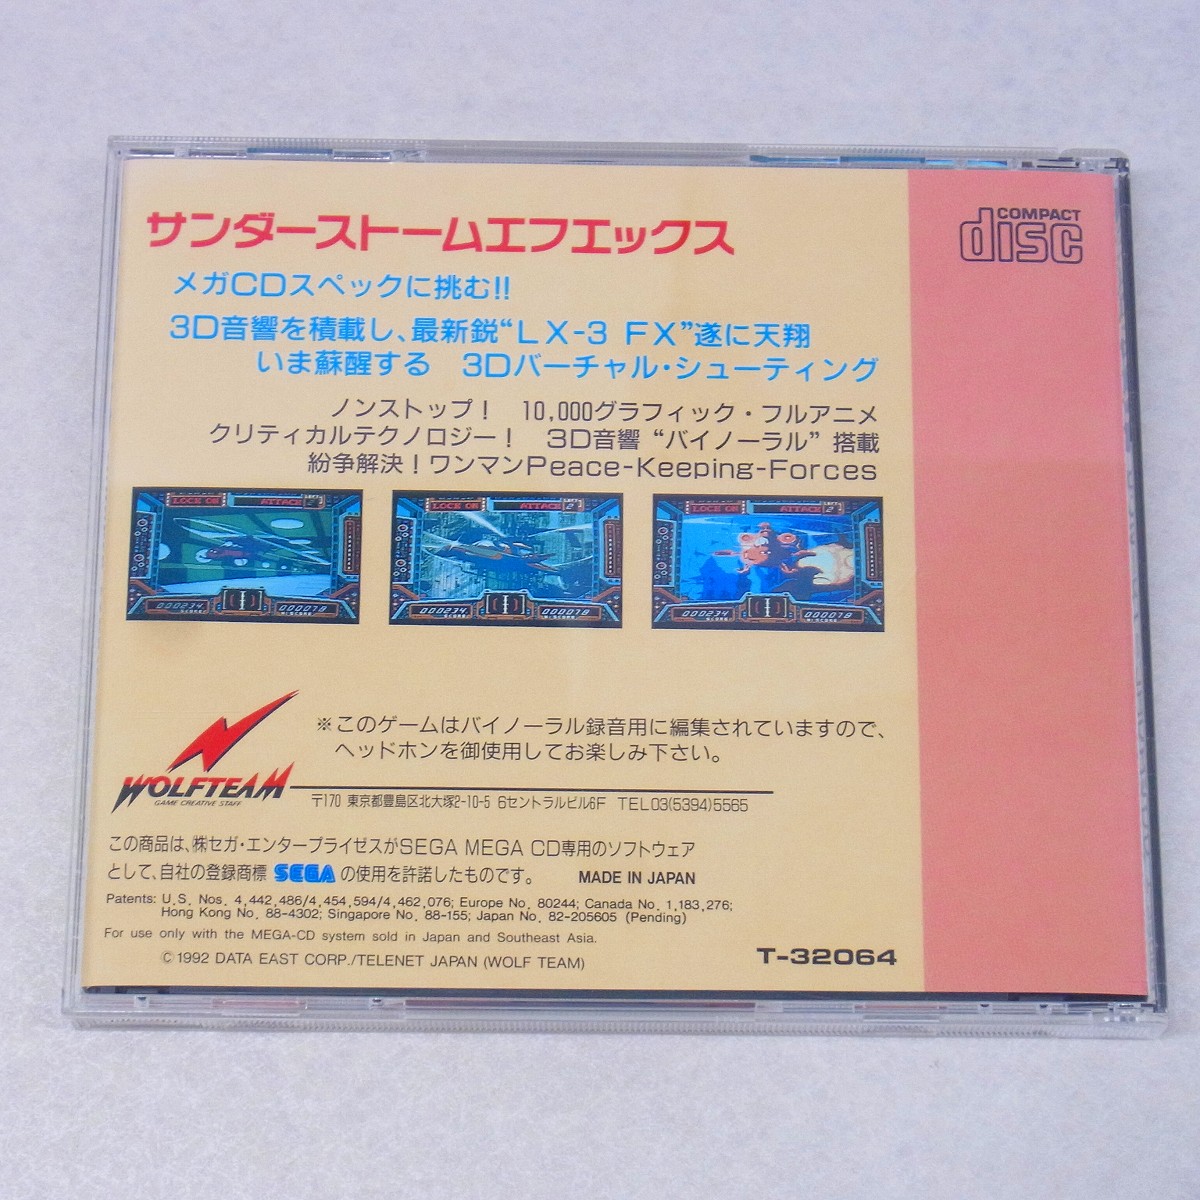 サンダーストームエフエックス
COMPACT
disc
メガCDスペックに挑む!!
3D音響を積載し、最新鋭“LX-3 FX”遂に天翔
いま蘇醒する 3Dバーチャル・シューティング
ノンストップ! 10,000グラフィック・フルアニメ
クリティカルテクノロジー! 3D音響“バイノーラル”搭載
紛争解決!ワンマンPeace-Keeping-Forces
LOCK ON ATTACK
000234 000078
LOCK ON ATTACK 2
000234 000078
LOCK ON ATTACK 2
000234 000078
※このゲームはバイノーラル録音用に編集されていますので、
ヘッドホンを御使用してお楽しみ下さい。
WOLFTEAM
GAME CREATIVE STAFF
〒170 東京都豊島区北大塚2-10-5 6セントラルビル6F TEL03(5394)5565
この商品は、㈱セガ・エンタープライゼスがSEGA MEGA CD専用のソフトウェア
として、自社の登録商標 SEGA の使用を許諾したものです。 MADE IN JAPAN
Patents: U.S. Nos. 4,442,486/4,454,594/4,462,076; Europe No. 80244; Canada No. 1,183,276;
Hong Kong No. 88-4302; Singapore No. 88-155; Japan No. 82-205605 (Pending)
For use only with the MEGA-CD system sold in Japan and Southeast Asia.
©1992 DATA EAST CORP./TELENET JAPAN (WOLF TEAM)
T-32064